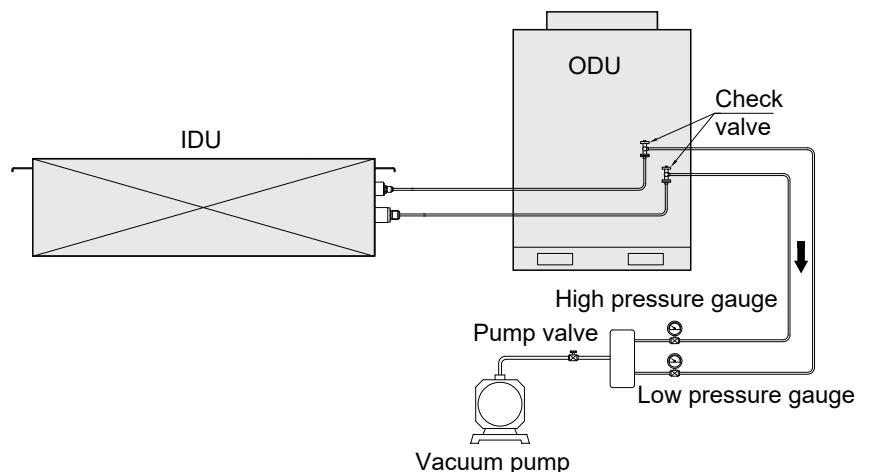 ODU
Check
valve
IDU
High pressure gauge
Pump valve
Low pressure gauge
Vacuum pump